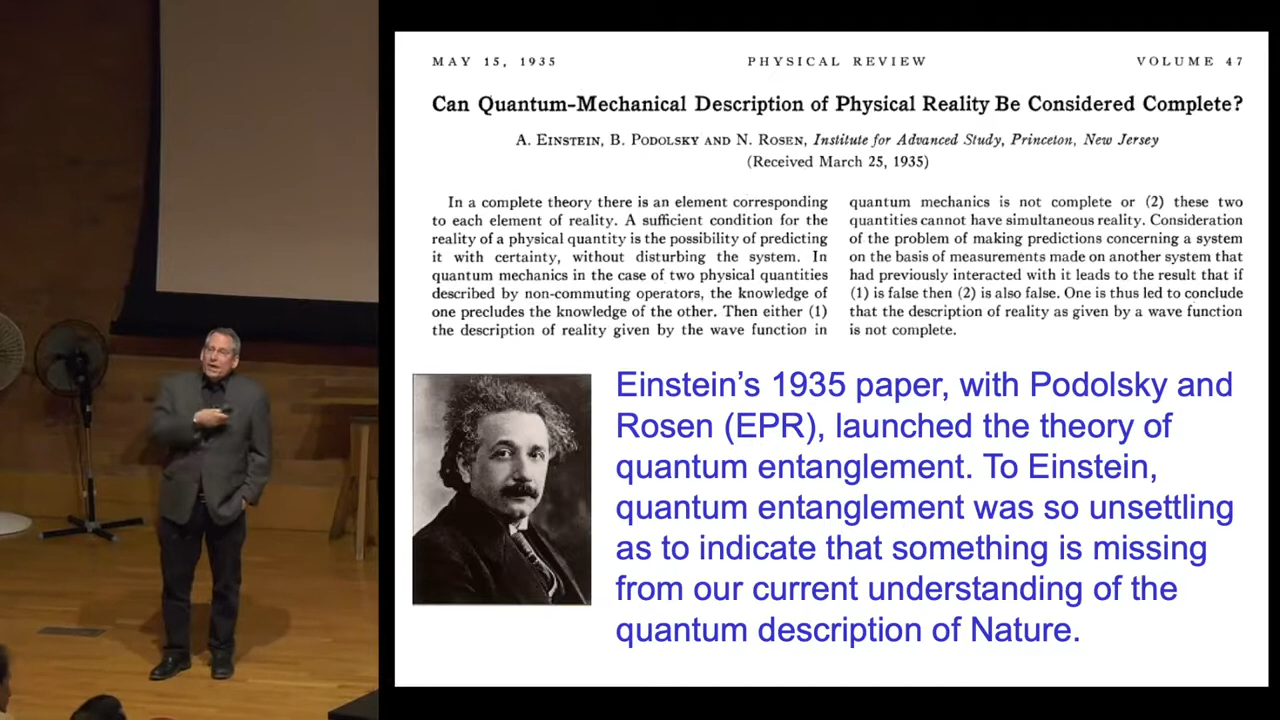 MAY 15, 1935 PHYSICAL REVIEW VOLUME 47
Can Quantum-Mechanical Description of Physical Reality Be Considered Complete?
A. EINSTEIN, B. PODOLSKY AND N. ROSEN, Institute for Advanced Study, Princeton, New Jersey
(Received March 25, 1935)
In a complete theory there is an element corresponding
to each element of reality. A sufficient condition for the
reality of a physical quantity is the possibility of predicting
it with certainty, without disturbing the system. In
quantum mechanics in the case of two physical quantities
described by non-commuting operators, the knowledge of
one precludes the knowledge of the other. Then either (1)
the description of reality given by the wave function in
quantum mechanics is not complete or (2) these two
quantities cannot have simultaneous reality. Consideration
of the problem of making predictions concerning a system
on the basis of measurements made on another system that
had previously interacted with it leads to the result that if
(1) is false then (2) is also false. One is thus led to conclude
that the description of reality as given by a wave function
is not complete.
Einstein’s 1935 paper, with Podolsky and
Rosen (EPR), launched the theory of
quantum entanglement. To Einstein,
quantum entanglement was so unsettling
as to indicate that something is missing
from our current understanding of the
quantum description of Nature.